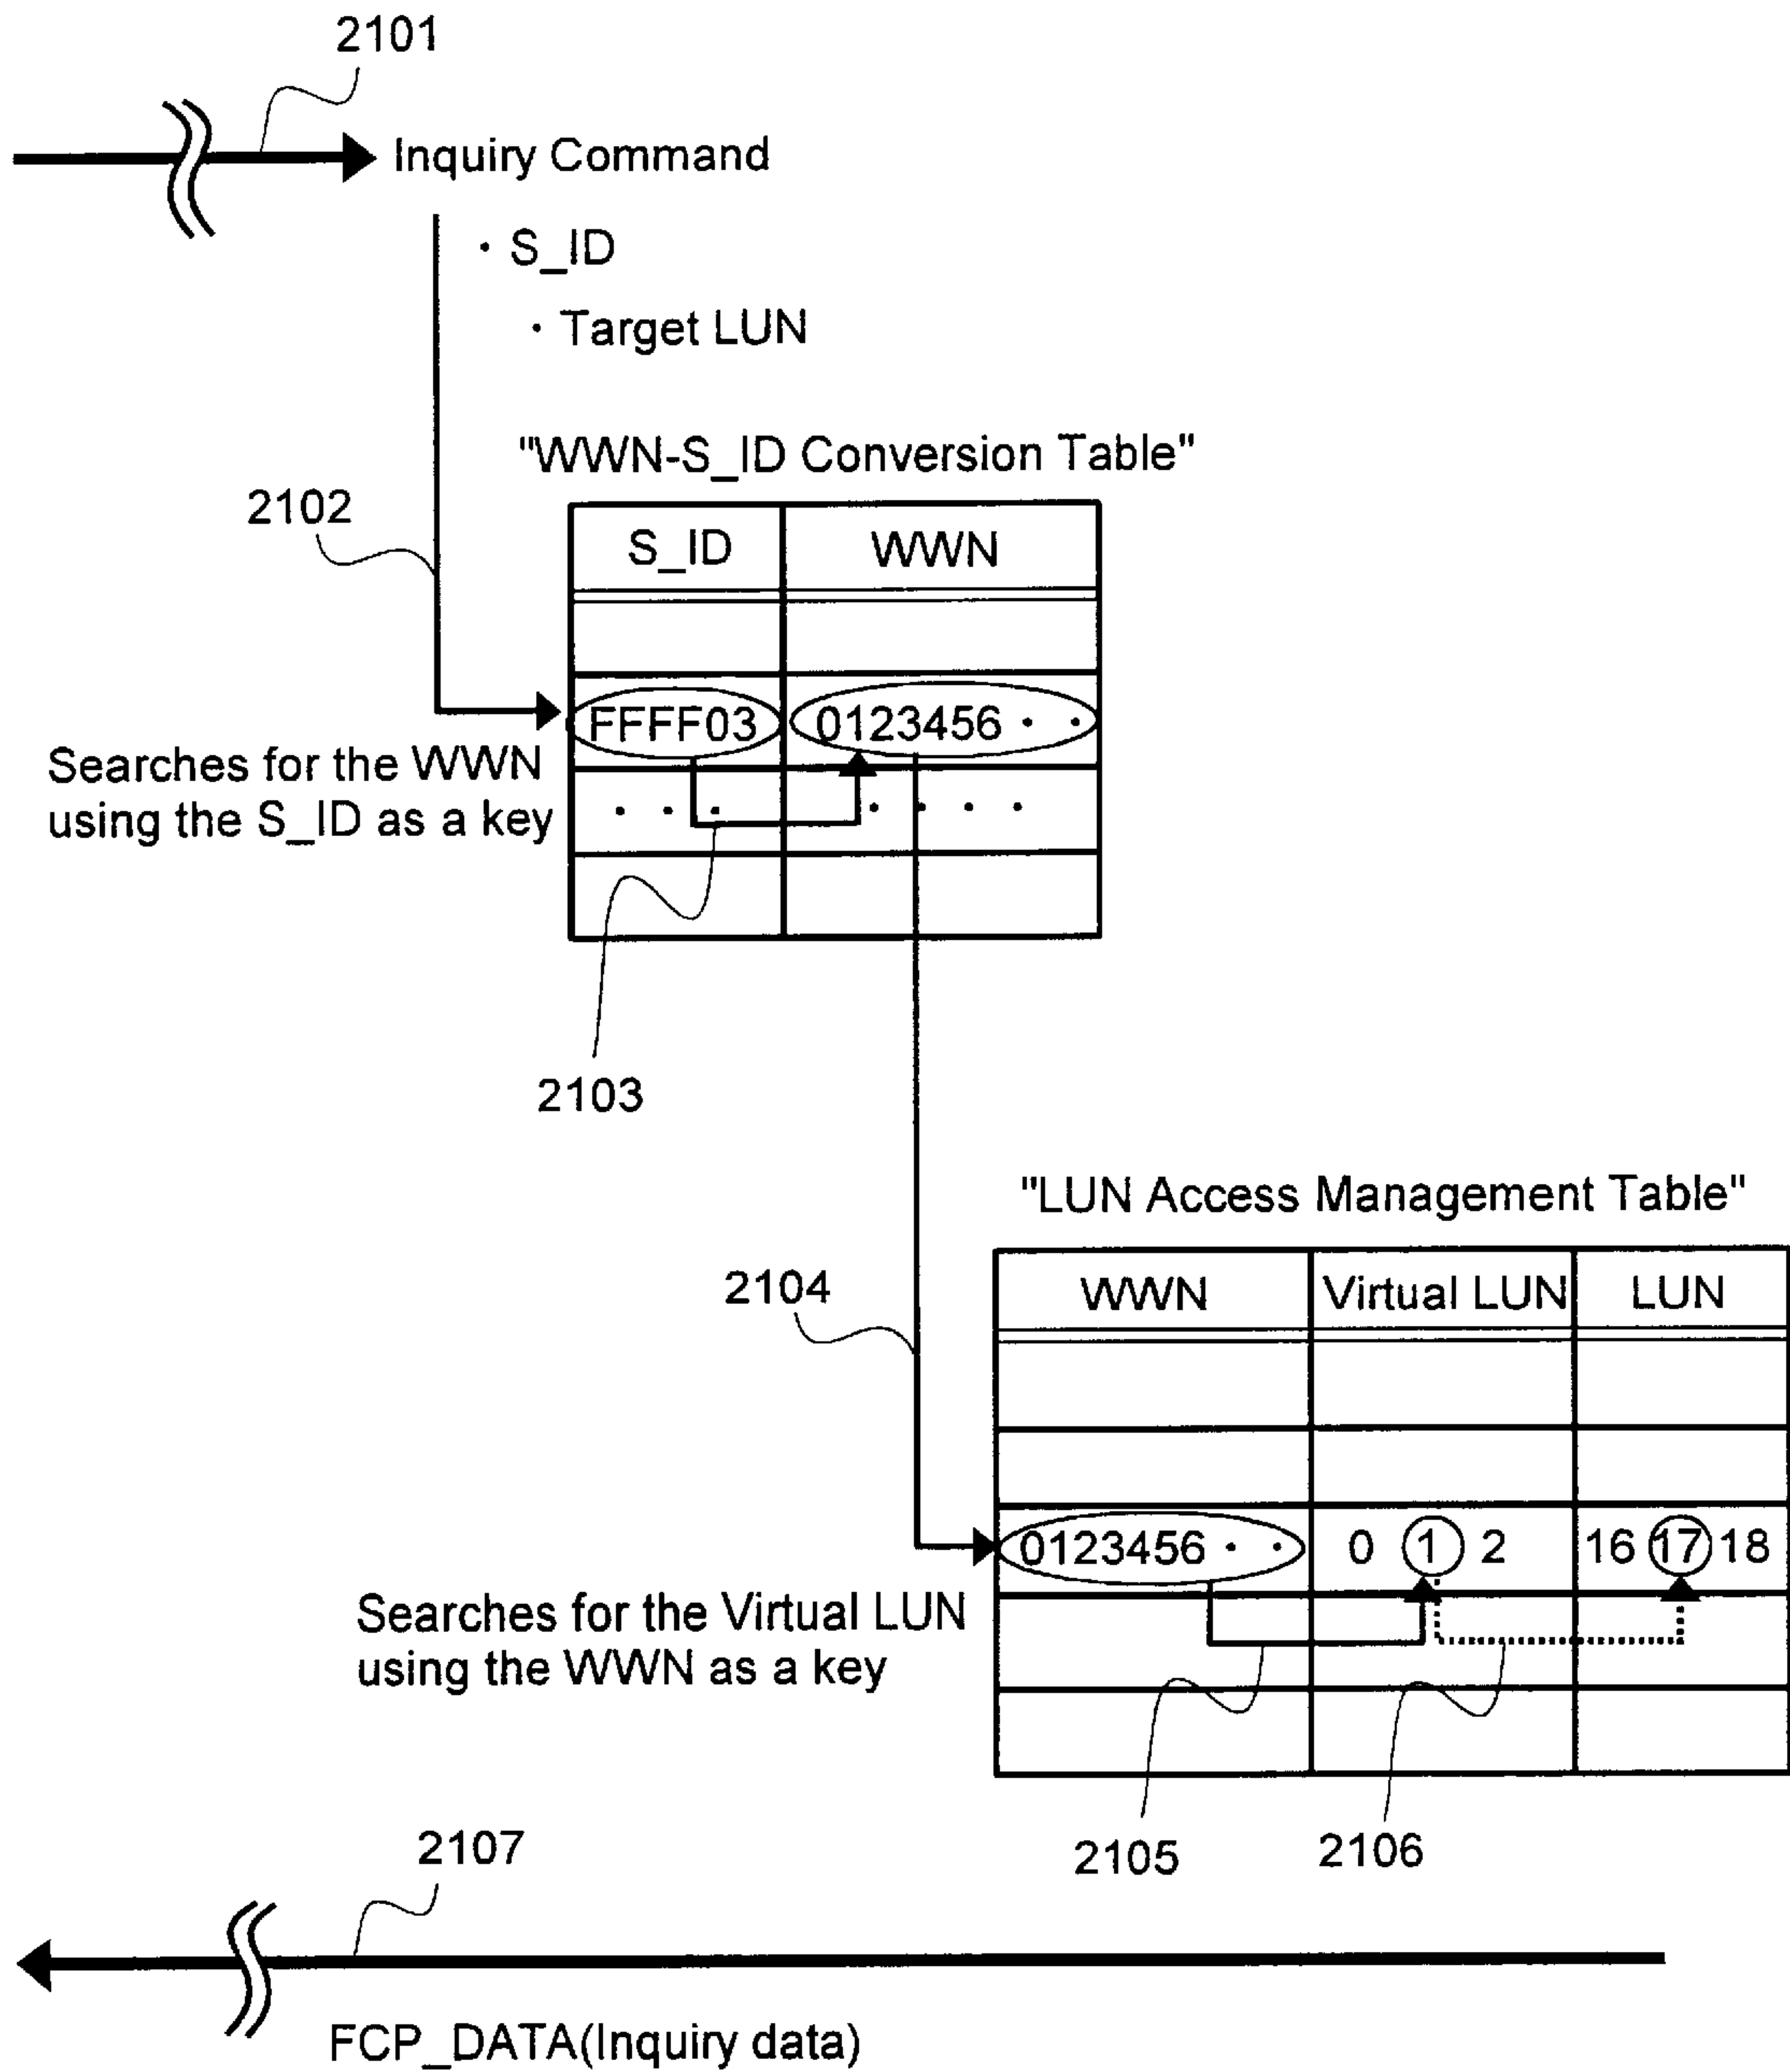 2101
Inquiry Command
· S_ID
· Target LUN
"WWN-S_ID Conversion Table"
2102
S_ID WWN
FFFF03 0123456 · ·
Searches for the WWN
using the S_ID as a key
· · · · · · ·
2103
"LUN Access Management Table"
2104
WWN Virtual LUN LUN
0123456 · · 0 1 2 16 17 18
Searches for the Virtual LUN
using the WWN as a key
2105 2106
2107
FCP_DATA(Inquiry data)